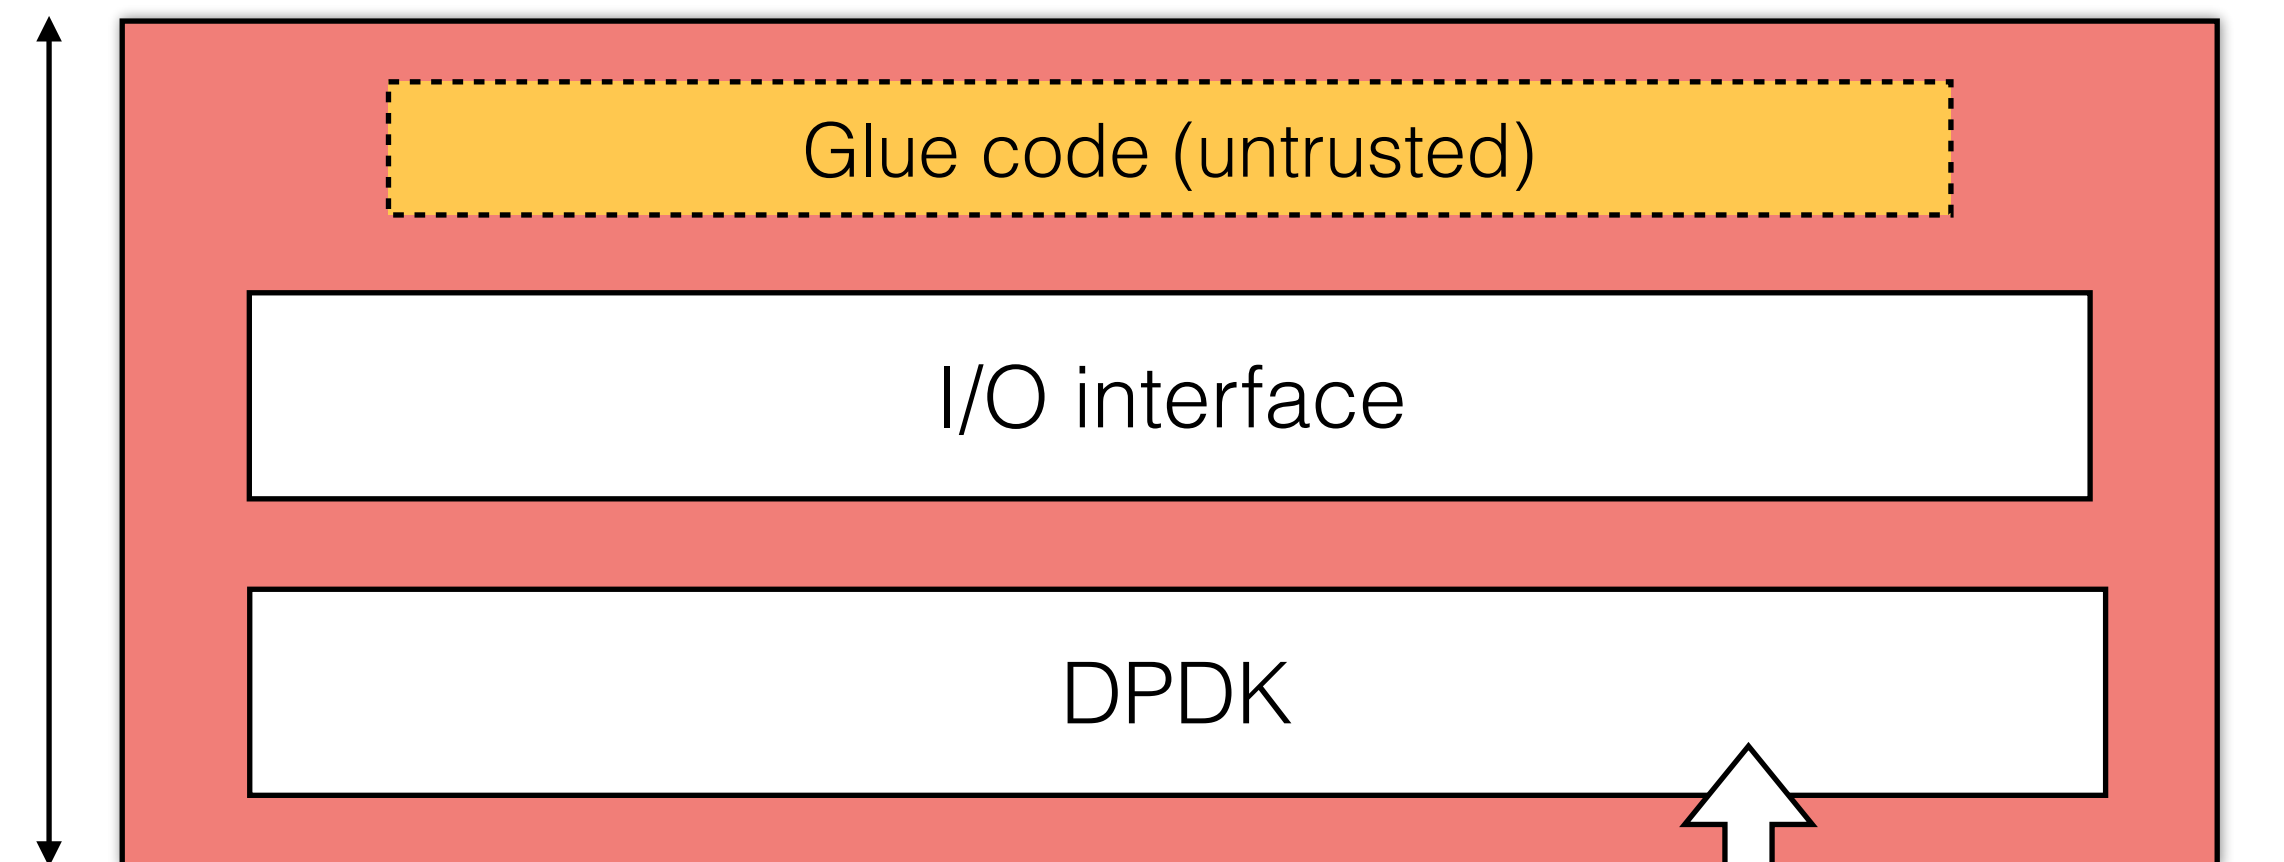 Glue code (untrusted)
I/O interface
DPDK